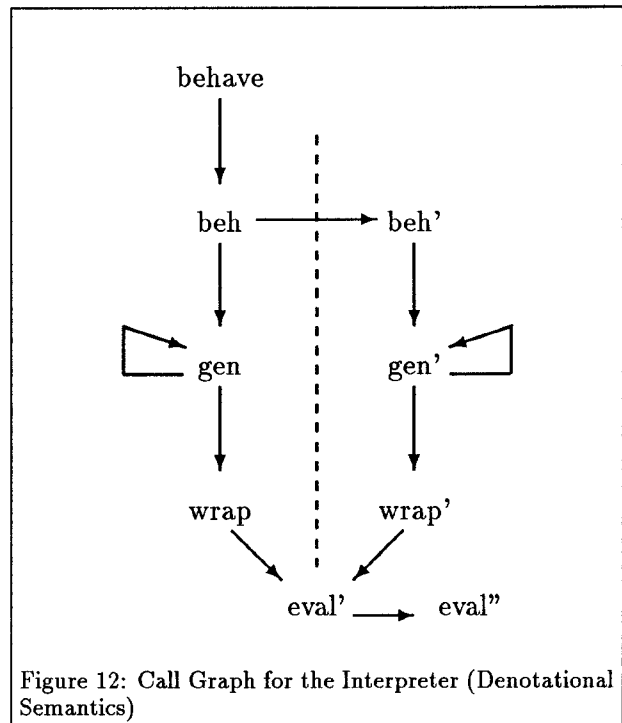 behave
beh beh'
gen gen'
wrap wrap'
eval' eval"
Figure 12: Call Graph for the Interpreter (Denotational
Semantics)